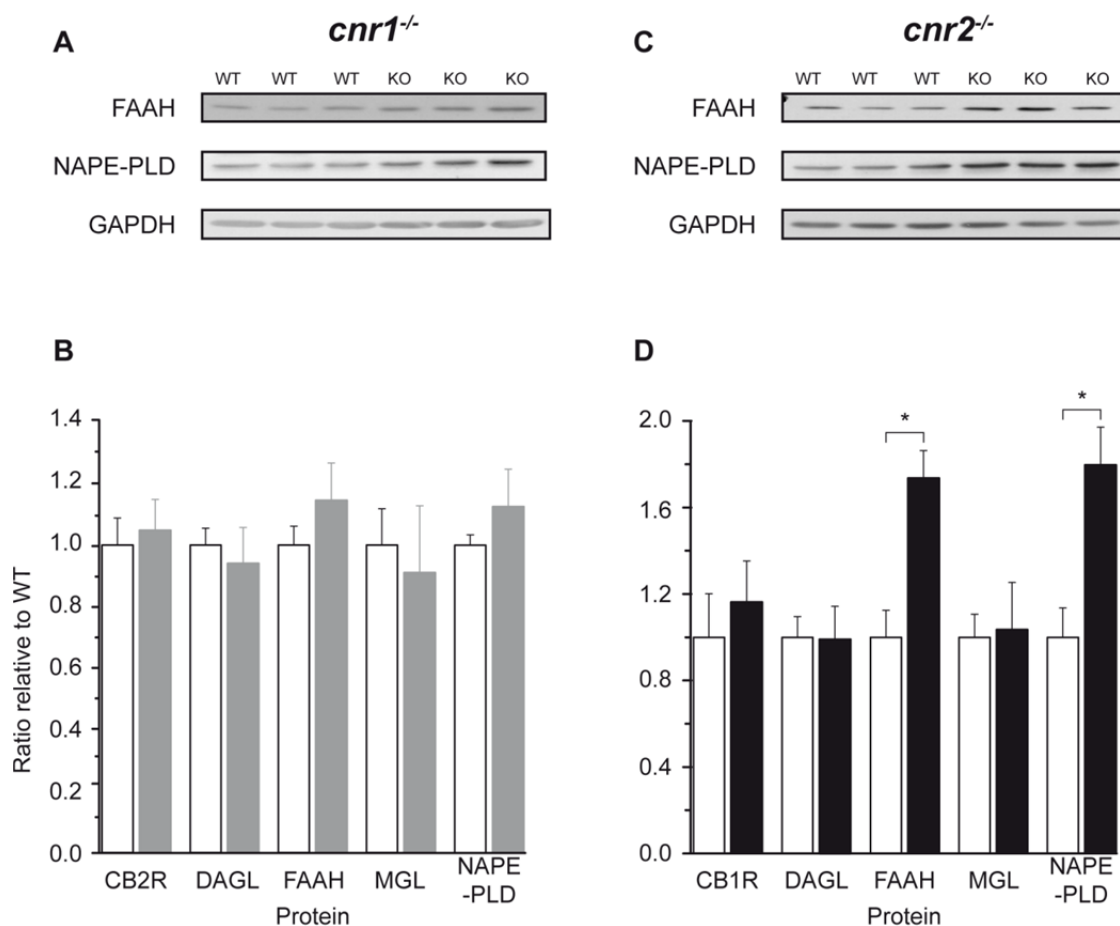 A
cnr1-/-
WT WT WT KO KO KO
FAAH
NAPE-PLD
GAPDH
C
cnr2-/-
WT WT WT KO KO KO
FAAH
NAPE-PLD
GAPDH
B
Ratio relative to WT
1.4
1.2
1.0
0.8
0.6
0.4
0.2
0.0
CB2R DAGL FAAH MGL NAPE
-PLD
Protein
D
2.0
1.6
1.2
0.8
0.4
0.0
*
*
CB1R DAGL FAAH MGL NAPE
-PLD
Protein